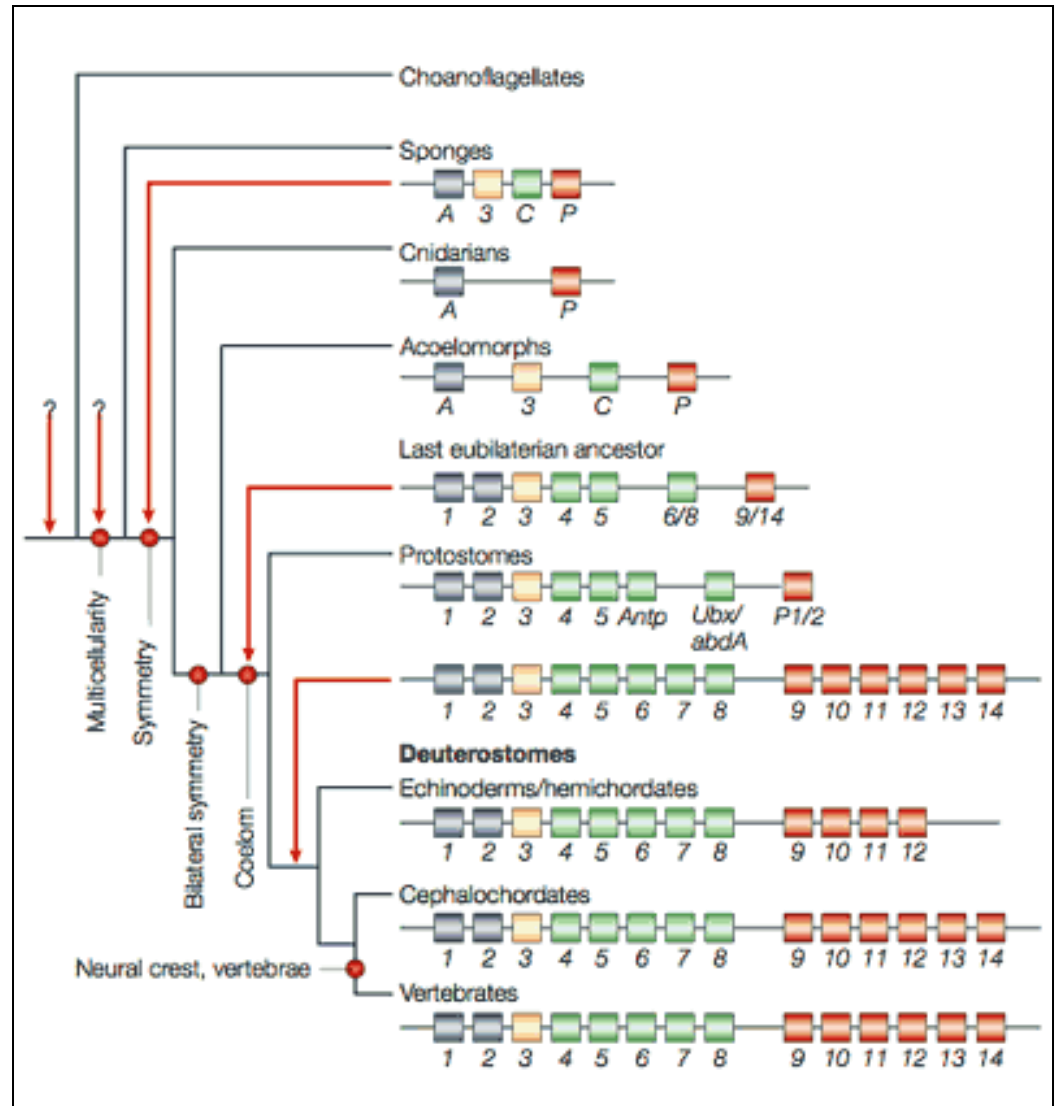 Choanoflagellates
Sponges
A 3 C P
Cnidarians
A P
Acoelomorphs
A 3 C P
? ?
Last eubilaterian ancestor
1 2 3 4 5 6/8 9/14
Protostomes
1 2 3 4 5 Antp Ubx/ P1/2
abdA
1 2 3 4 5 6 7 8 9 10 11 12 13 14
Multicellularity
Symmetry
Bilateral symmetry
Coelom
Deuterostomes
Echinoderms/hemichordates
1 2 3 4 5 6 7 8 9 10 11 12
Cephalochordates
1 2 3 4 5 6 7 8 9 10 11 12 13 14
Neural crest, vertebrae
Vertebrates
1 2 3 4 5 6 7 8 9 10 11 12 13 14